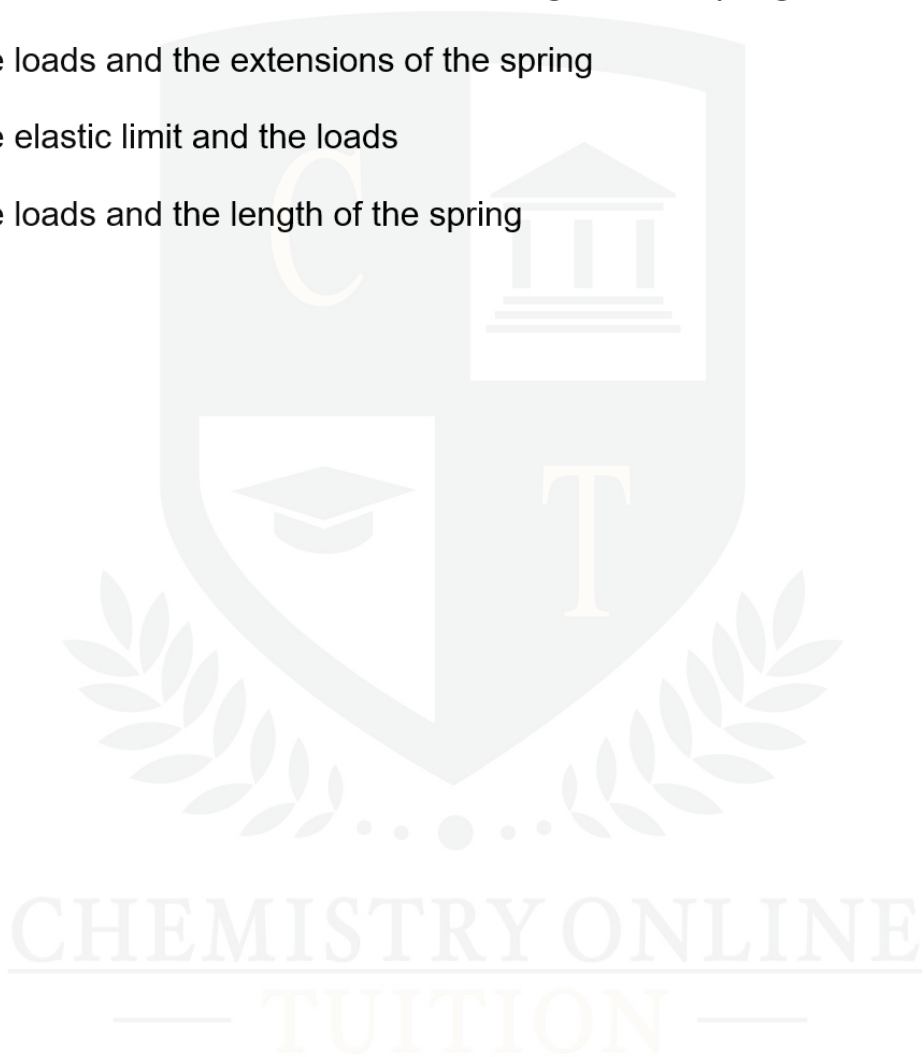 e loads and the extensions of the spring
e elastic limit and the loads
e loads and the length of the spring
C
T
CHEMISTRY ONLINE
TUITION